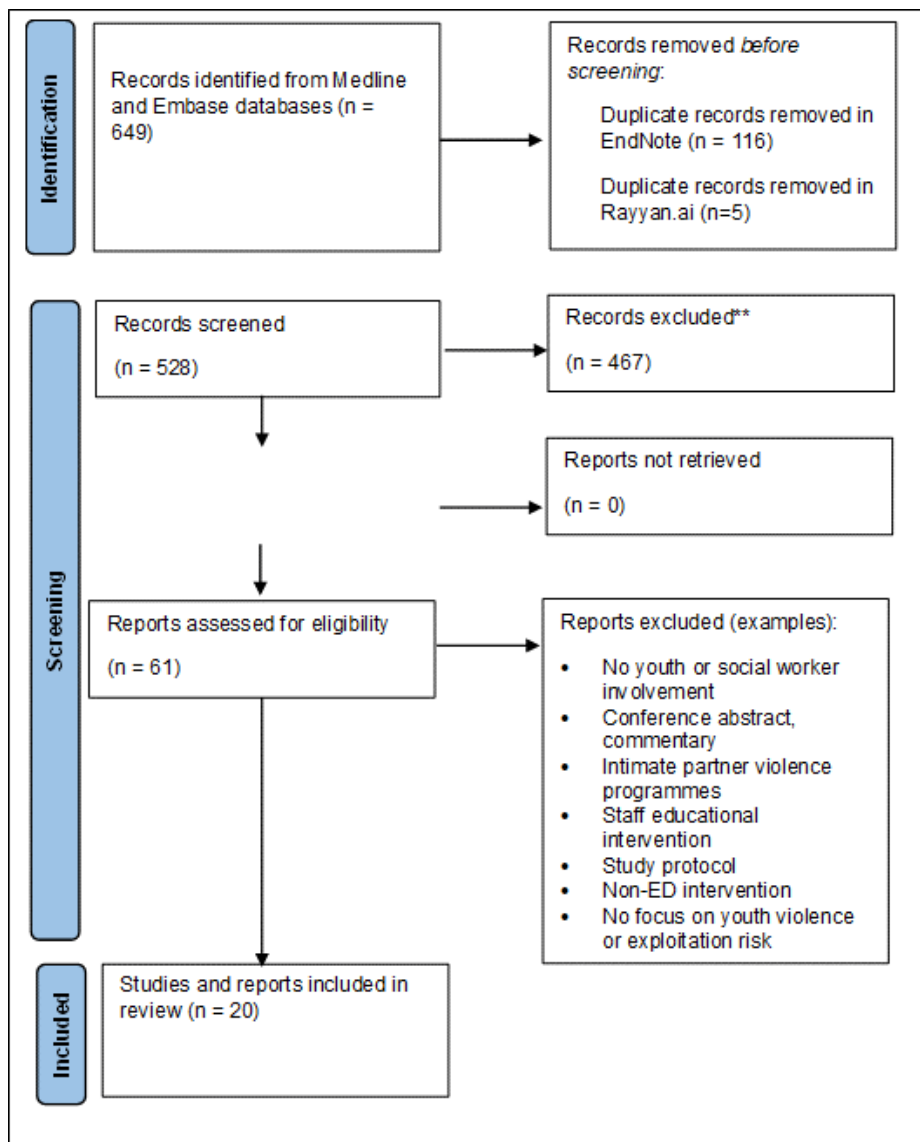 Identification
Records identified from Medline
and Embase databases (n =
649)
Records removed before
screening:
Duplicate records removed in
EndNote (n = 116)
Duplicate records removed in
Rayyan.ai (n=5)
Screening
Records screened
(n = 528)
Records excluded**
(n = 467)
Reports not retrieved
(n = 0)
Reports assessed for eligibility
(n = 61)
Reports excluded (examples):
• No youth or social worker
involvement
• Conference abstract,
commentary
• Intimate partner violence
programmes
• Staff educational
intervention
• Study protocol
• Non-ED intervention
• No focus on youth violence
or exploitation risk
Included
Studies and reports included in
review (n = 20)